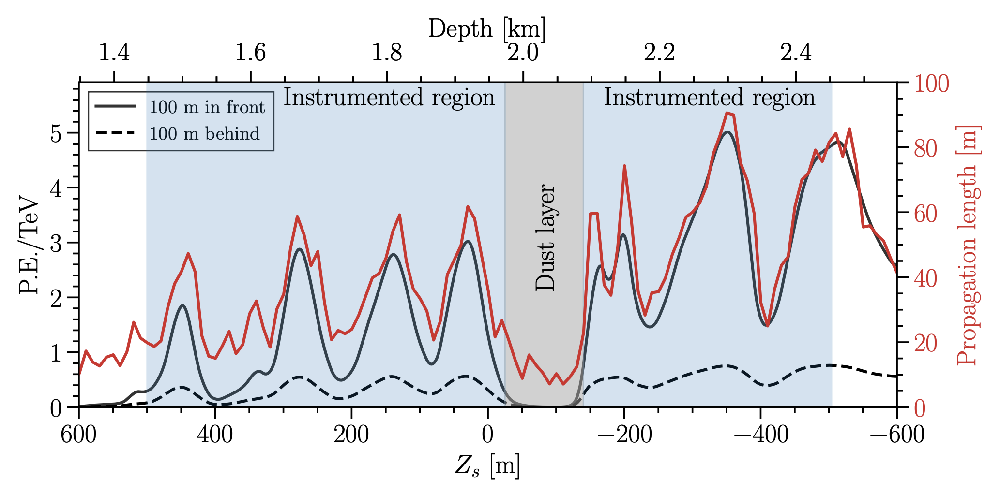 Depth [km]
1.4 1.6 1.8 2.0 2.2 2.4
100 m in front
100 m behind
Instrumented region
Instrumented region
Dust layer
P.E./TeV
5
4
3
2
1
0
100
80
60
40
20
0
Propagation length [m]
600 400 200 0 −200 −400 −600
Zs [m]